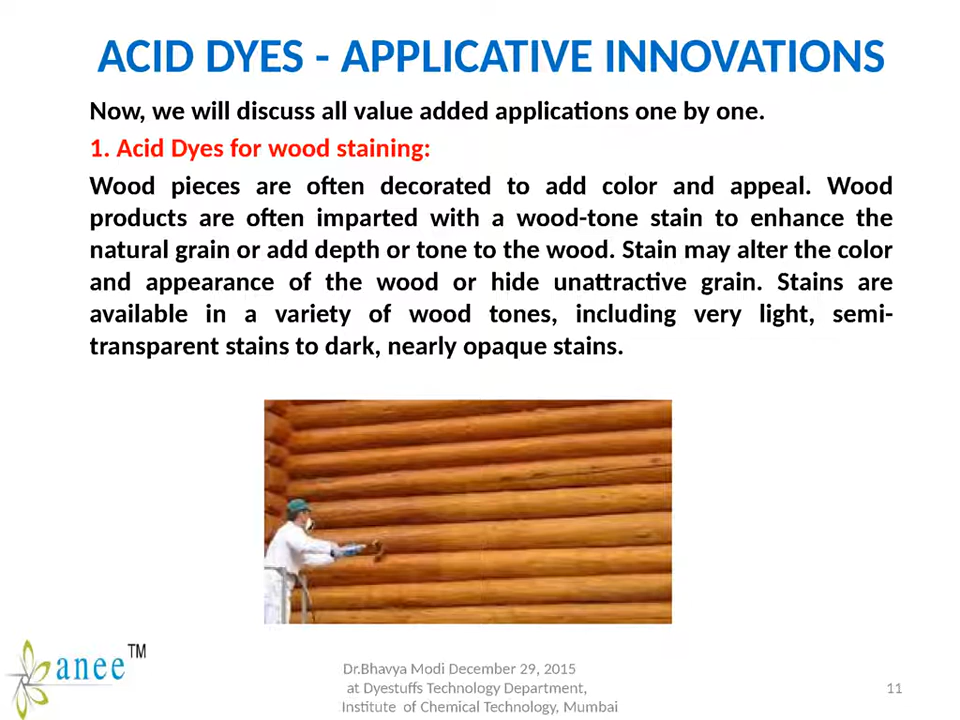 ACID DYES - APPLICATIVE INNOVATIONS
Now, we will discuss all value added applications one by one.
1. Acid Dyes for wood staining:
Wood pieces are often decorated to add color and appeal. Wood
products are often imparted with a wood-tone stain to enhance the
natural grain or add depth or tone to the wood. Stain may alter the color
and appearance of the wood or hide unattractive grain. Stains are
available in a variety of wood tones, including very light, semi-
transparent stains to dark, nearly opaque stains.
anee TM
Dr.Bhavya Modi December 29, 2015
at Dyestuffs Technology Department,
Institute of Chemical Technology, Mumbai
11